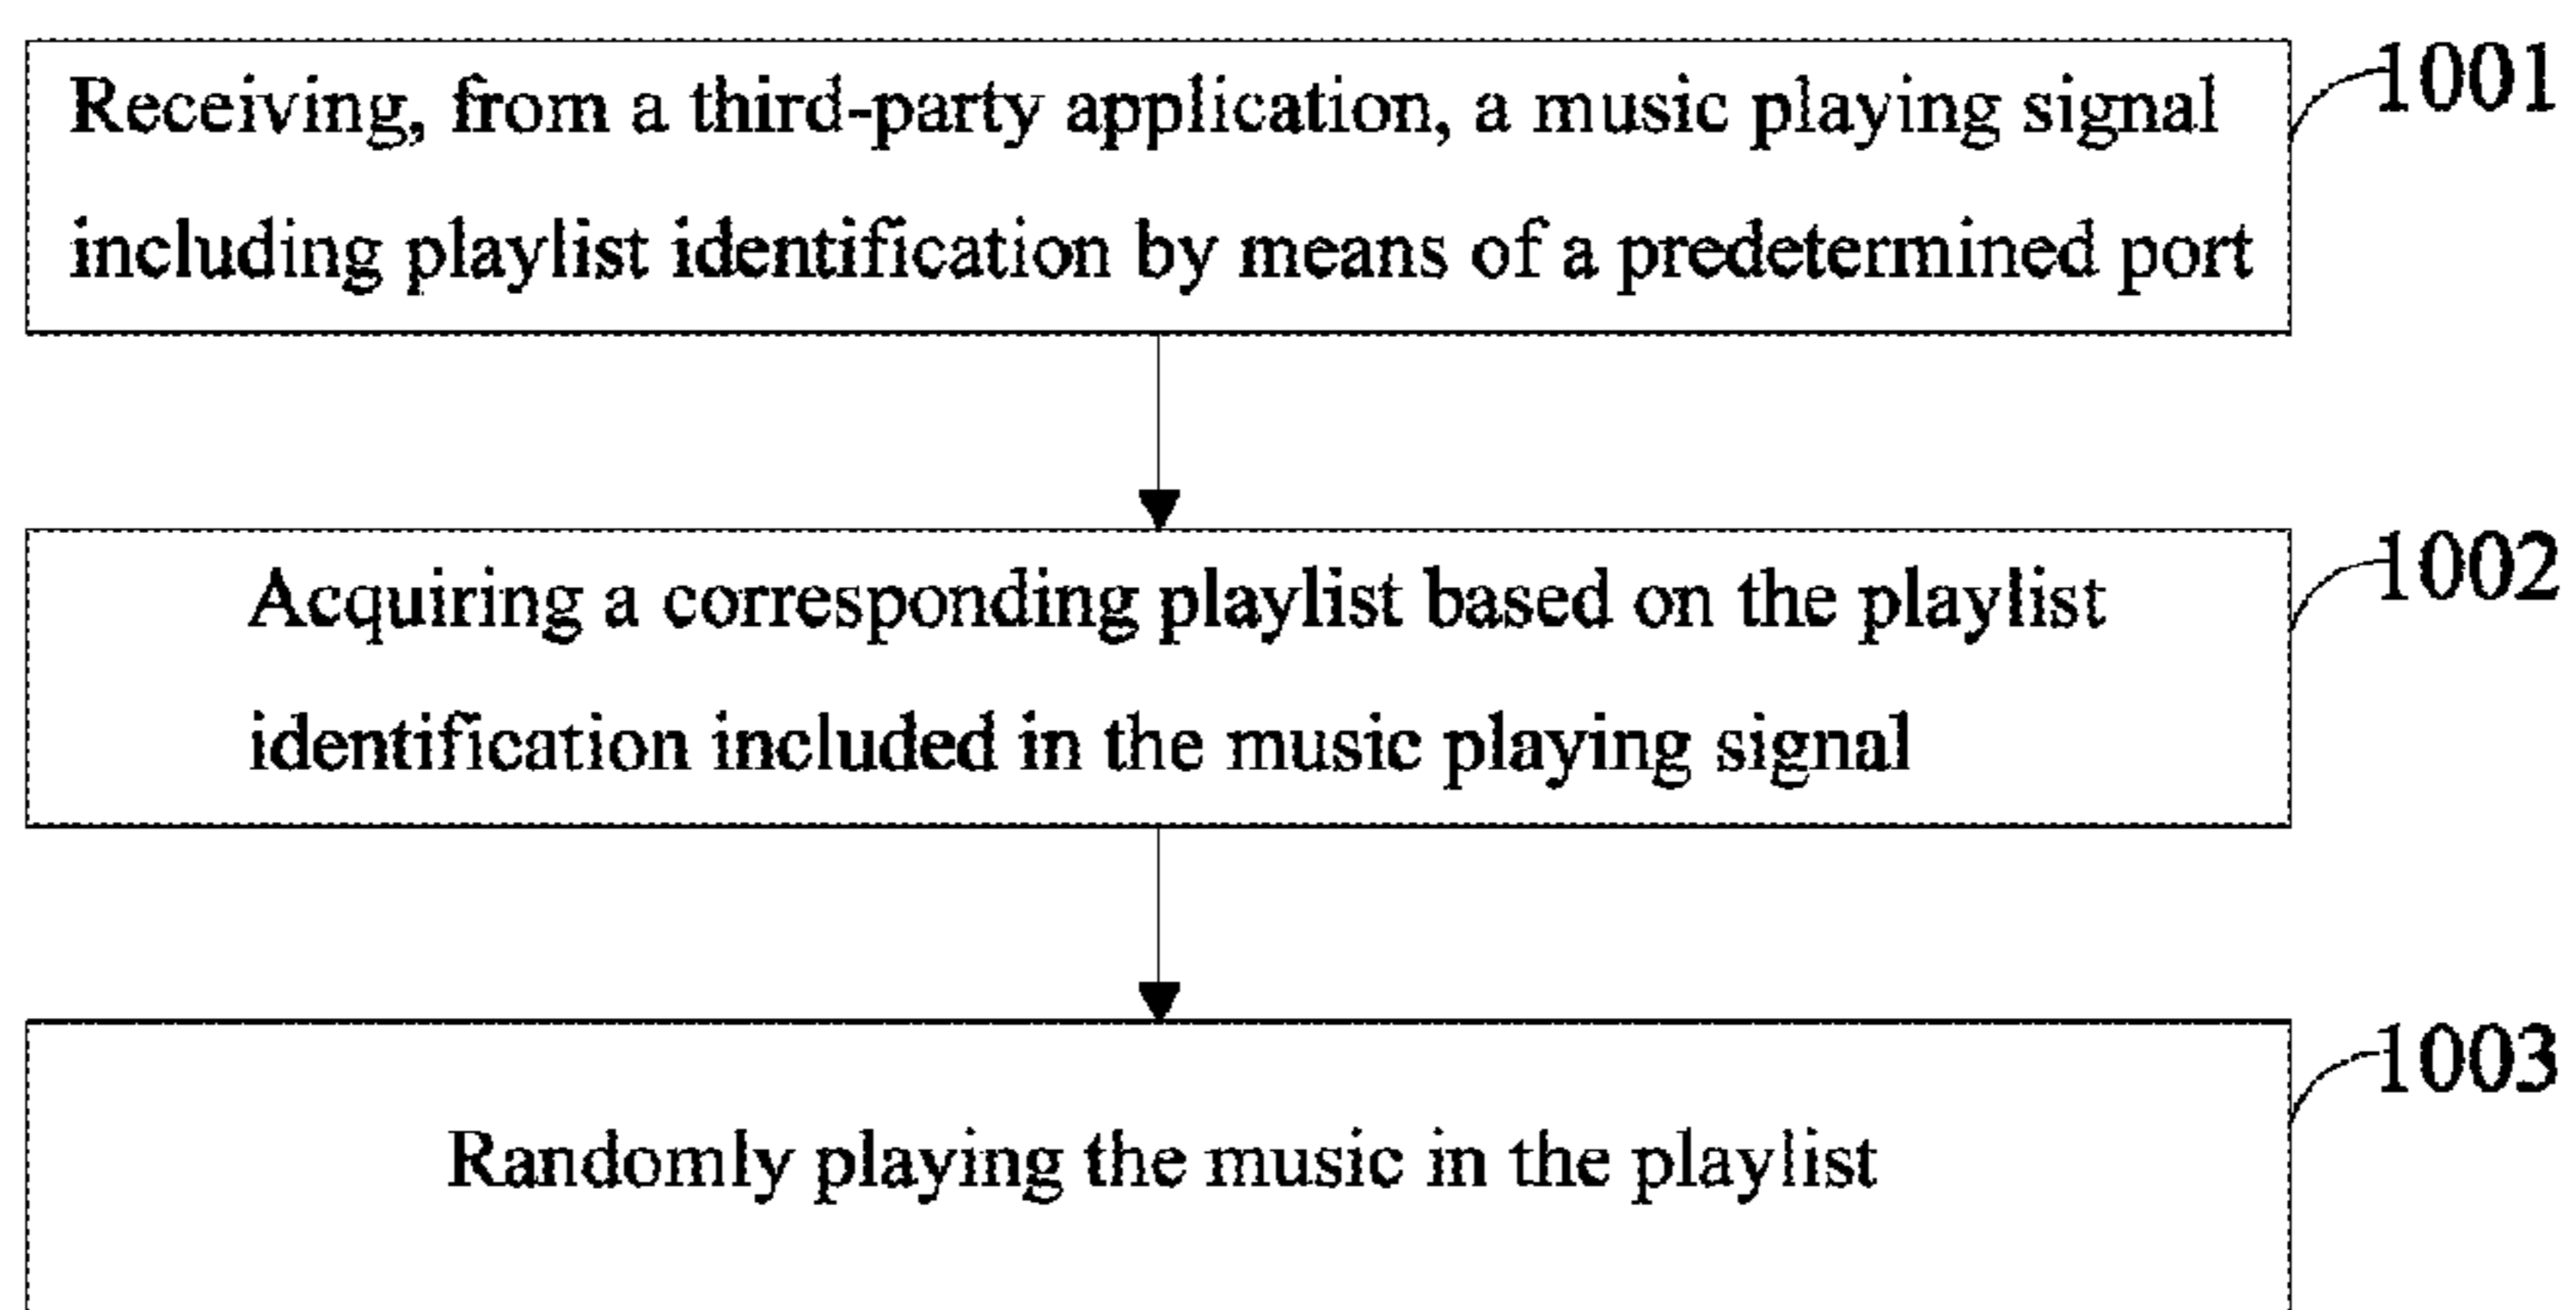 Receiving, from a third-party application, a music playing signal
including playlist identification by means of a predetermined port
1001
Acquiring a corresponding playlist based on the playlist
identification included in the music playing signal
1002
Randomly playing the music in the playlist
1003